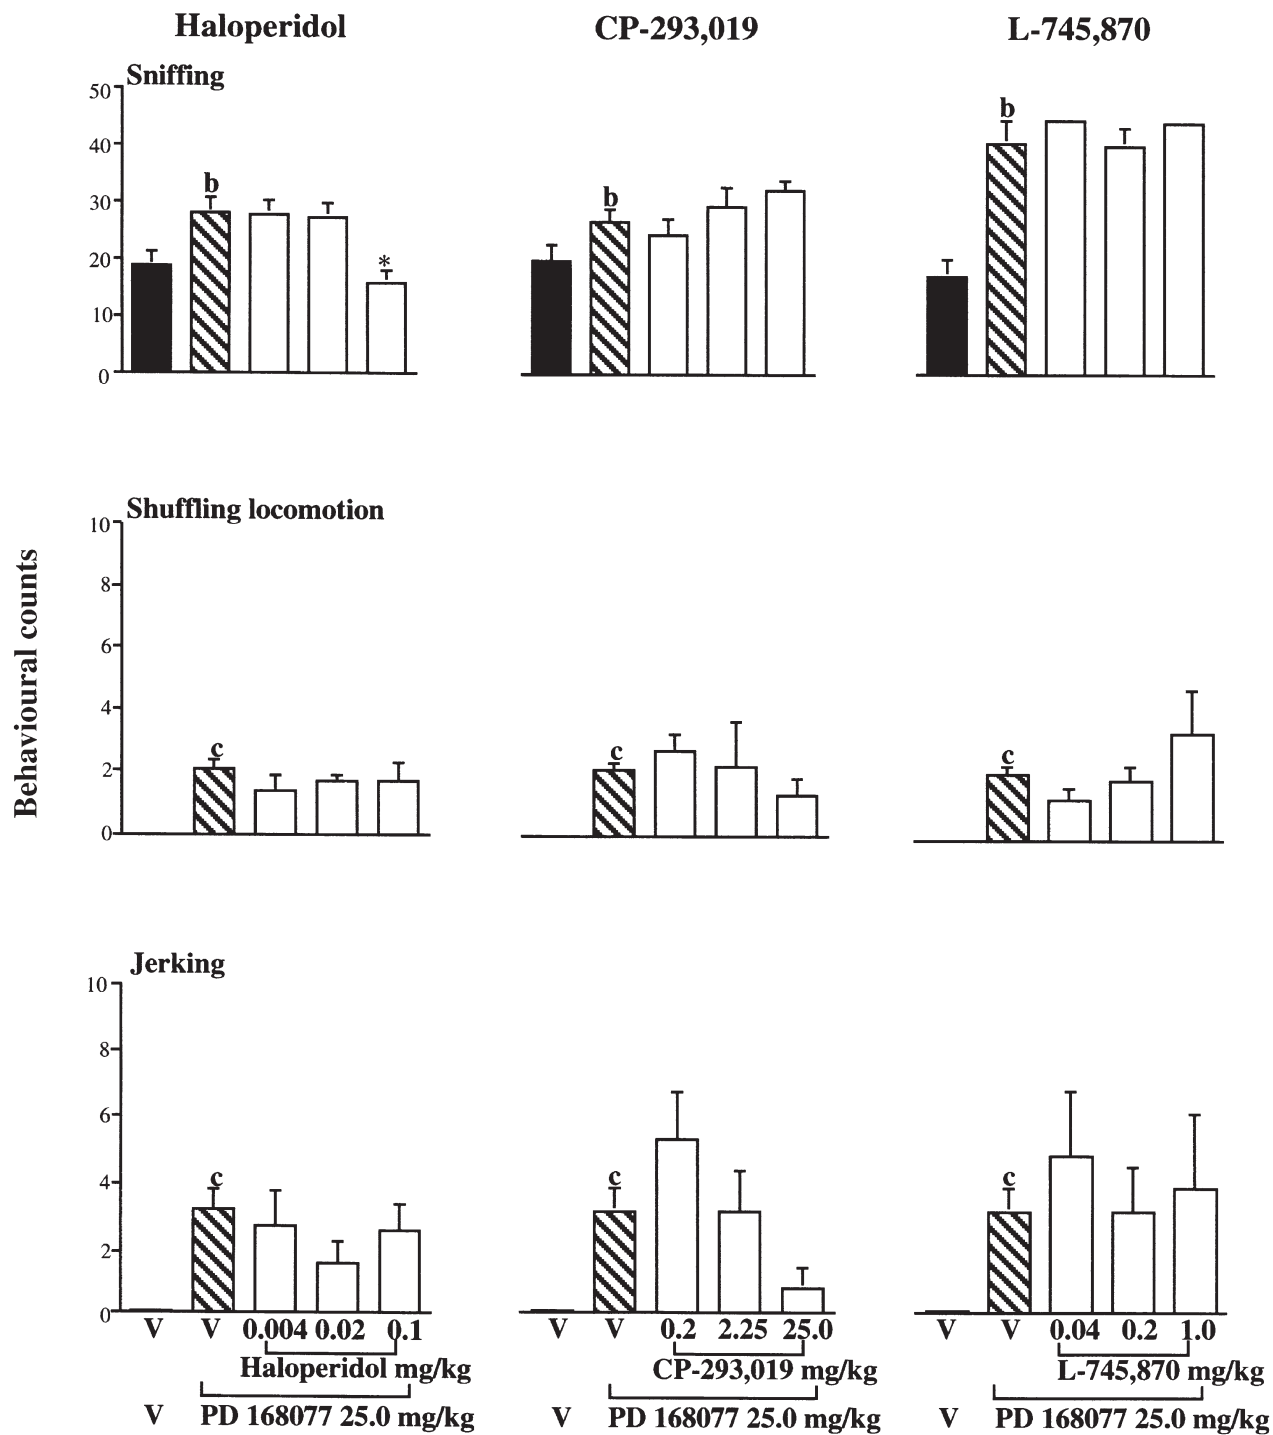 Haloperidol CP-293,019 L-745,870
Sniffing
50
40
30
20
10
0
b
*
b
b
Behavioural counts
Shuffling locomotion
10
8
6
4
2
0
c
c
c
Jerking
10
8
6
4
2
0
c
c
c
V V 0.004 0.02 0.1 V V 0.2 2.25 25.0 V V 0.04 0.2 1.0
Haloperidol mg/kg CP-293,019 mg/kg L-745,870 mg/kg
V PD 168077 25.0 mg/kg V PD 168077 25.0 mg/kg V PD 168077 25.0 mg/kg